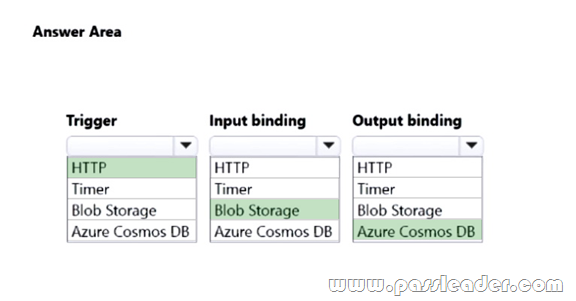 Answer Area
Trigger Input binding Output binding
HTTP HTTP HTTP
Timer Timer Timer
Blob Storage Blob Storage Blob Storage
Azure Cosmos DB Azure Cosmos DB Azure Cosmos DB
www.passleader.com